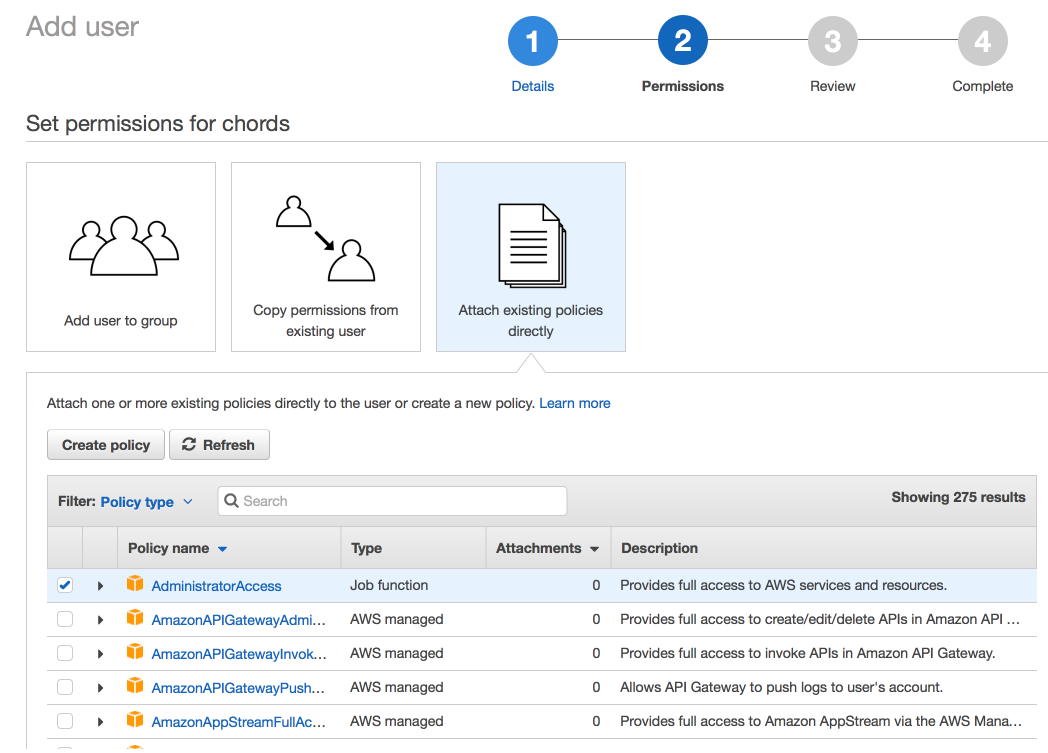 Add user
1 2 3 4
Details Permissions Review Complete
Set permissions for chords
Add user to group
Copy permissions from
existing user
Attach existing policies
directly
Attach one or more existing policies directly to the user or create a new policy. Learn more
Create policy Refresh
Filter: Policy type Search Showing 275 results
Policy name Type Attachments Description
AdministratorAccess Job function 0 Provides full access to AWS services and resources.
AmazonAPIGatewayAdmi... AWS managed 0 Provides full access to create/edit/delete APIs in Amazon API ...
AmazonAPIGatewayInvok... AWS managed 0 Provides full access to invoke APIs in Amazon API Gateway.
AmazonAPIGatewayPush... AWS managed 0 Allows API Gateway to push logs to user's account.
AmazonAppStreamFullAc... AWS managed 0 Provides full access to Amazon AppStream via the AWS Mana...